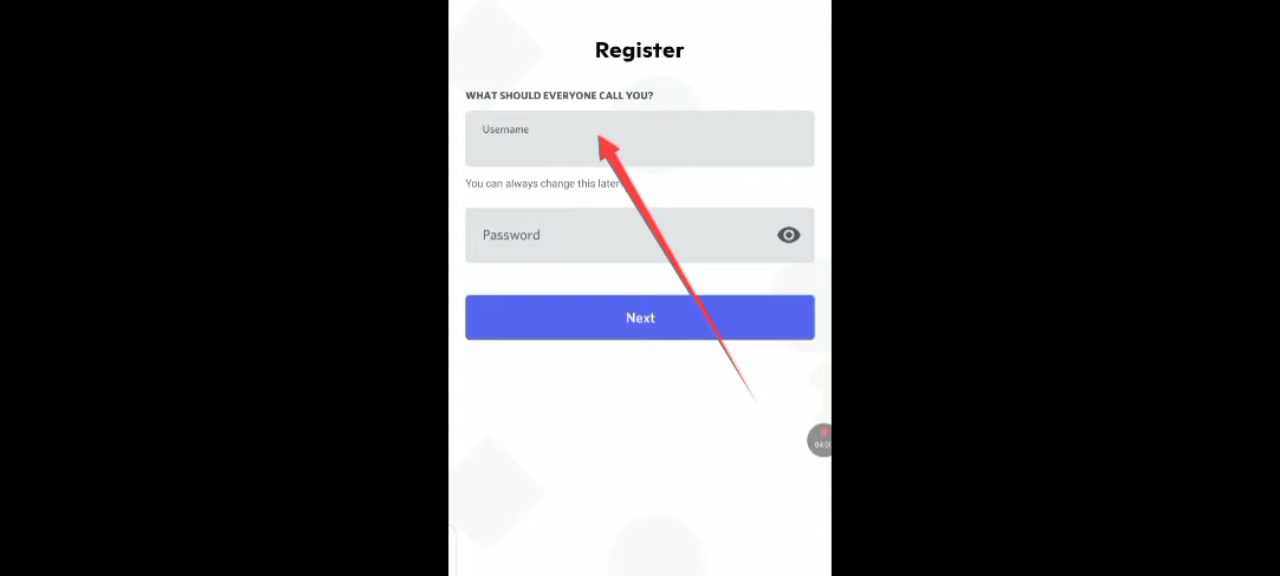 Register
WHAT SHOULD EVERYONE CALL YOU?
Username
You can always change this later
Password
Next